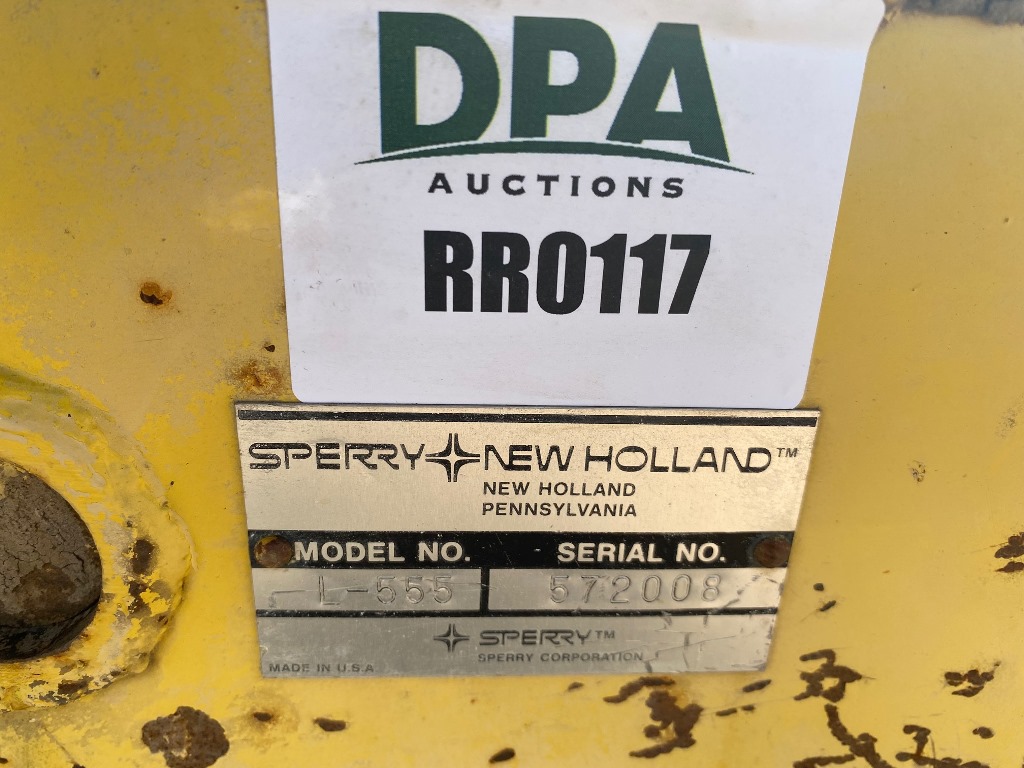 DPA
AUCTIONS
RR0117
SPERRY NEW HOLLAND™
NEW HOLLAND
PENNSYLVANIA
MODEL NO. SERIAL NO.
L-555 572008
SPERRY™
SPERRY CORPORATION
MADE IN U.S.A.